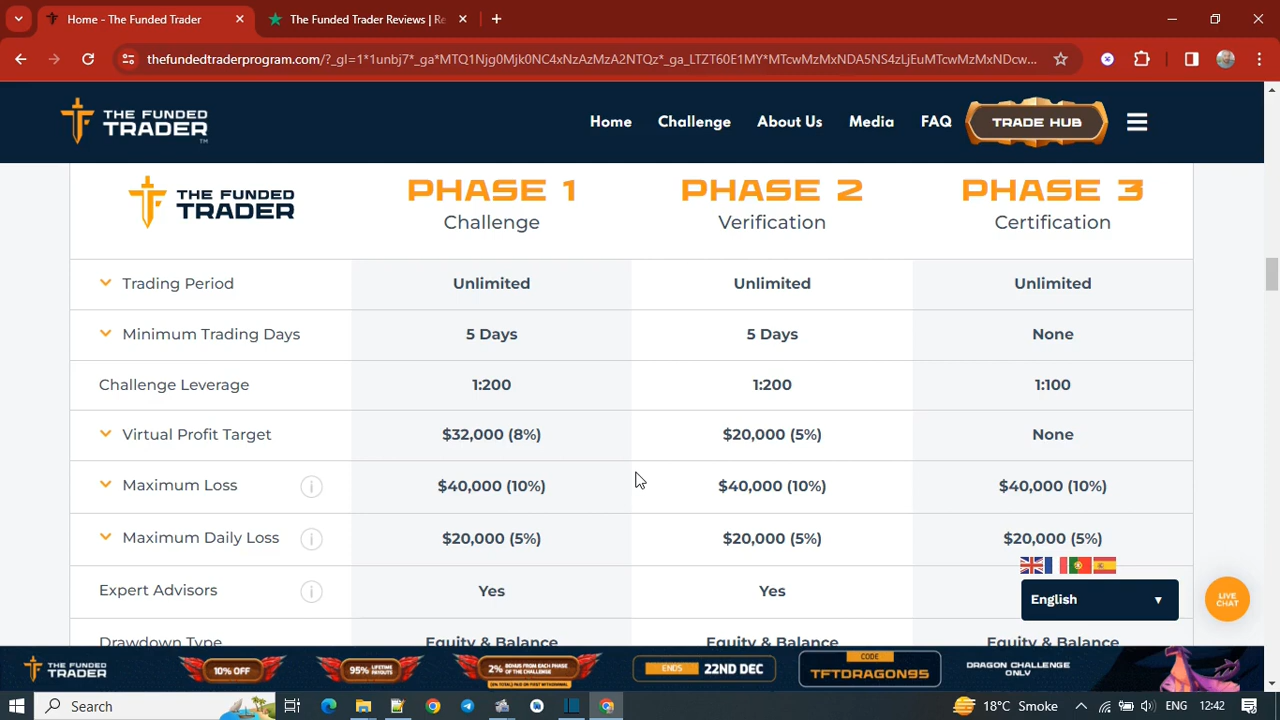 Home - The Funded Trader
The Funded Trader Reviews | Re
thefundedtraderprogram.com/?_gl=1*1unbj7*_ga*MTQ1Njg0Mjk0NC4xNzAzMzA2NTQz*_ga_LTZT60E1MY*MTcwMzMxNDA5NS4zLjEuMTcwMzMxNDcw...
THE FUNDED
TRADER
Home
Challenge
About Us
Media
FAQ
TRADE HUB
THE FUNDED
TRADER
PHASE 1
Challenge
PHASE 2
Verification
PHASE 3
Certification
Trading Period Unlimited Unlimited Unlimited
Minimum Trading Days 5 Days 5 Days None
Challenge Leverage 1:200 1:200 1:100
Virtual Profit Target $32,000 (8%) $20,000 (5%) None
Maximum Loss i $40,000 (10%) $40,000 (10%) $40,000 (10%)
Maximum Daily Loss i $20,000 (5%) $20,000 (5%) $20,000 (5%)
Expert Advisors i Yes Yes
English
LIVE
CHAT
Drawdown Type Equity & Balance Equity & Balance Equity & Balance
THE FUNDED
TRADER
10% OFF
95% LIFETIME
PAYOUTS
2% BONUS FROM EACH PHASE
OF THE CHALLENGE
ENDS 22ND DEC
CODE
TFTDRAGON95
DRAGON CHALLENGE
ONLY
Search
18°C Smoke
ENG
12:42